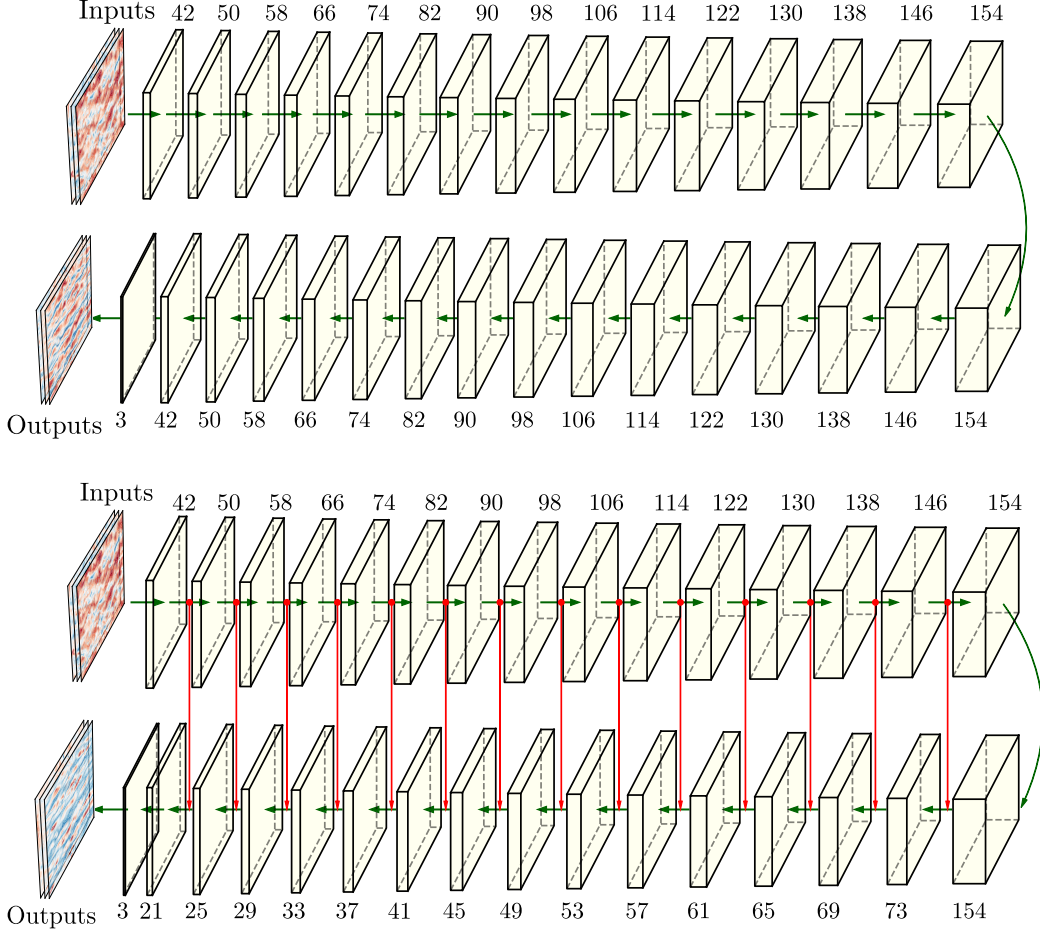 Inputs 42 50 58 66 74 82 90 98 106 114 122 130 138 146 154
Outputs 3 42 50 58 66 74 82 90 98 106 114 122 130 138 146 154
Inputs 42 50 58 66 74 82 90 98 106 114 122 130 138 146 154
Outputs 3 21 25 29 33 37 41 45 49 53 57 61 65 69 73 154